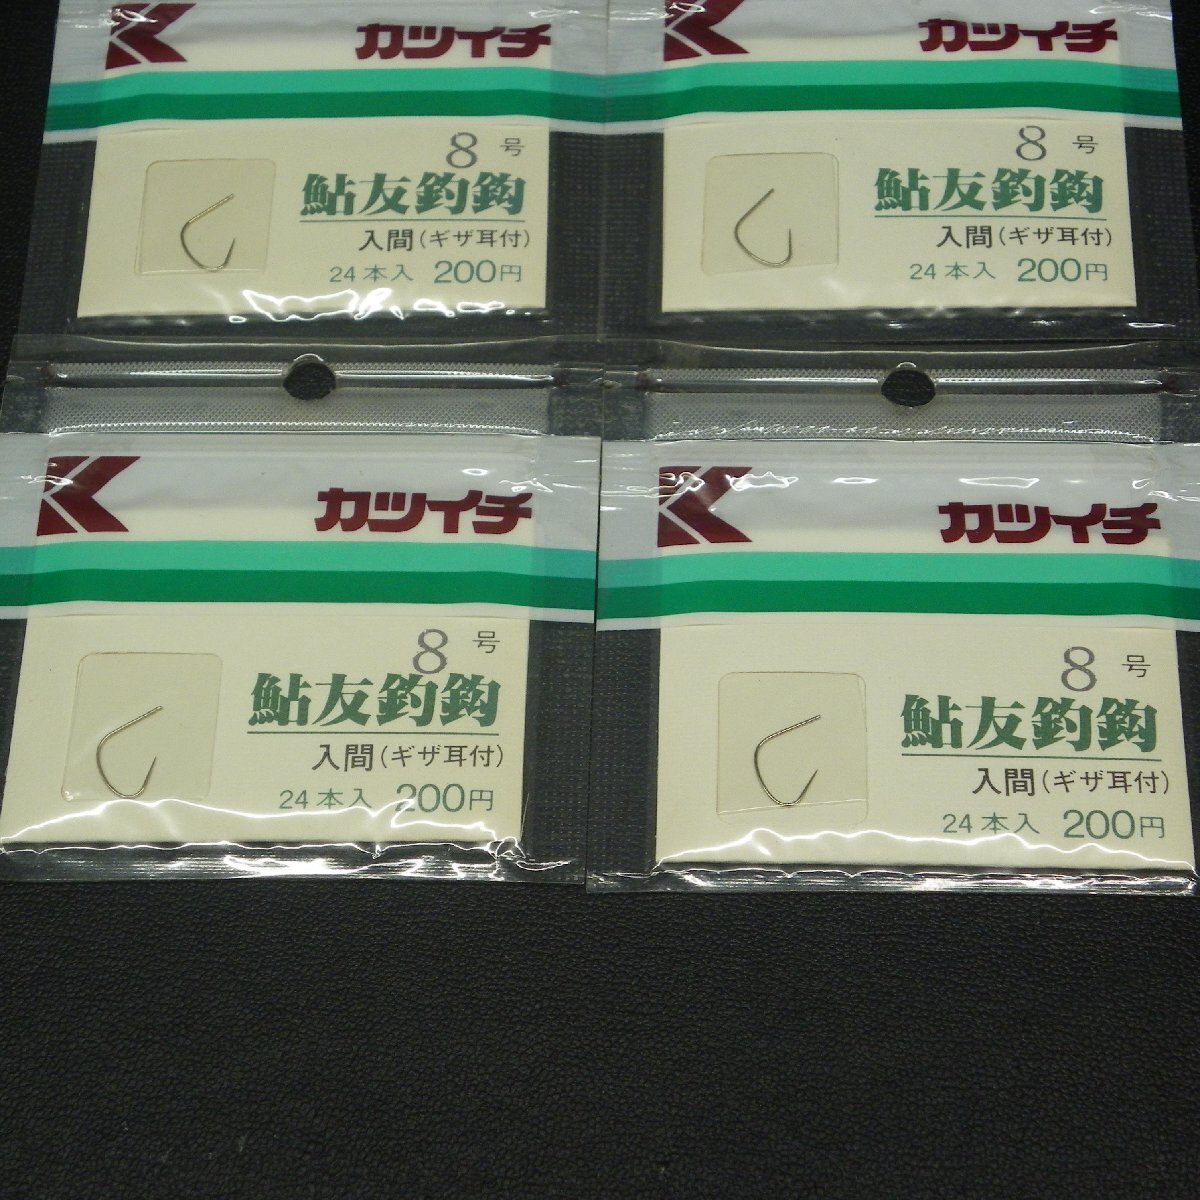 K カツイチ
8号
鮎友釣鈎
入間(ギザ耳付)
24本入 200円
K カツイチ
8号
鮎友釣鈎
入間(ギザ耳付)
24本入 200円
K カツイチ
8号
鮎友釣鈎
入間(ギザ耳付)
24本入 200円
K カツイチ
8号
鮎友釣鈎
入間(ギザ耳付)
24本入 200円